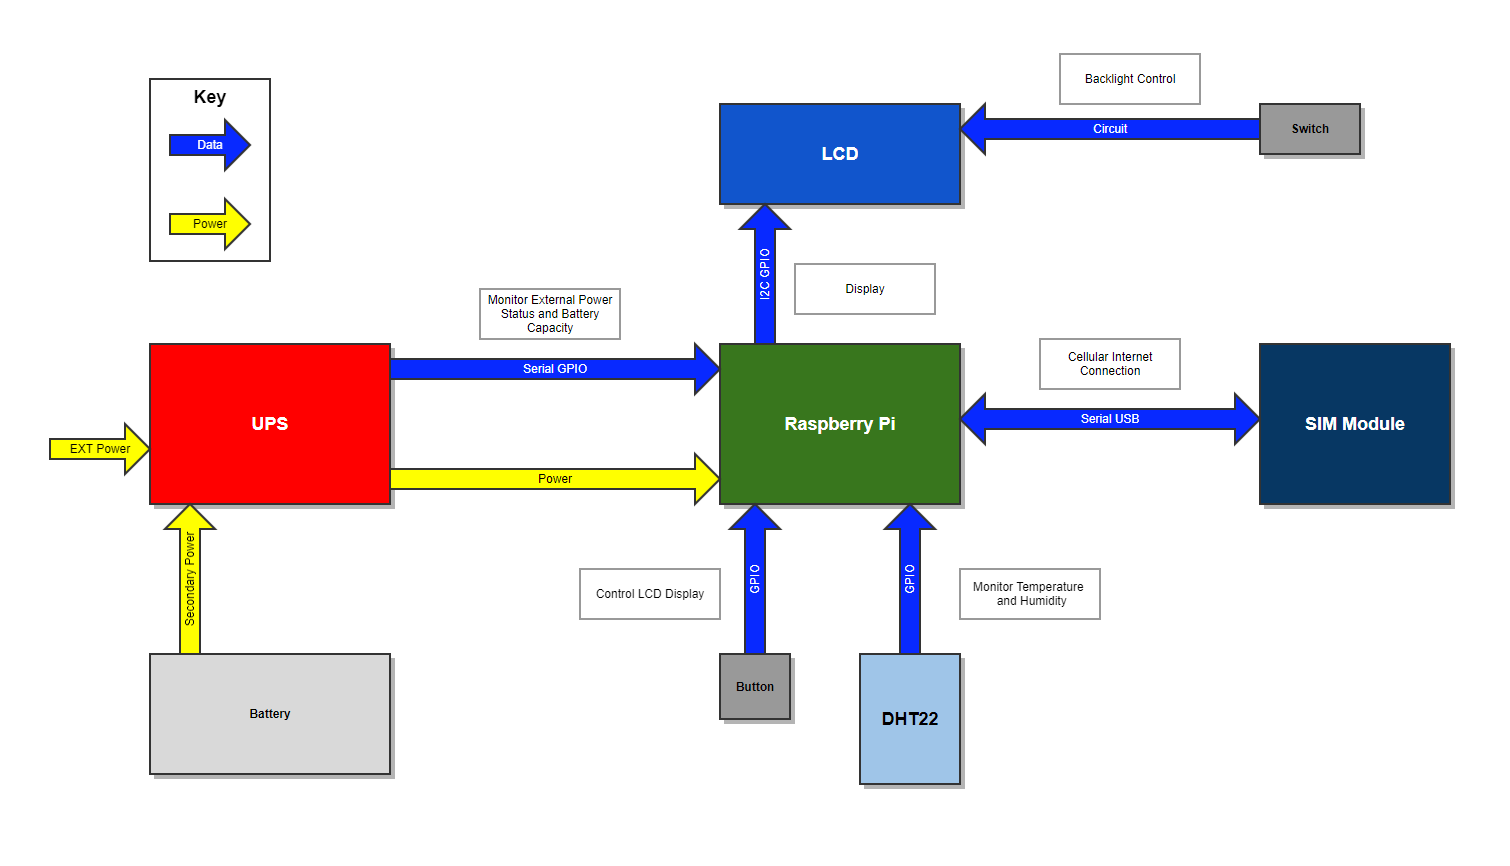 Key
Data
Power
Backlight Control
LCD
Circuit
Switch
I2C GPIO
Display
Monitor External Power
Status and Battery
Capacity
Serial GPIO
UPS
EXT Power
Power
Raspberry Pi
Cellular Internet
Connection
Serial USB
SIM Module
Secondary Power
Battery
Control LCD Display
GPIO
Button
GPIO
Monitor Temperature
and Humidity
DHT22